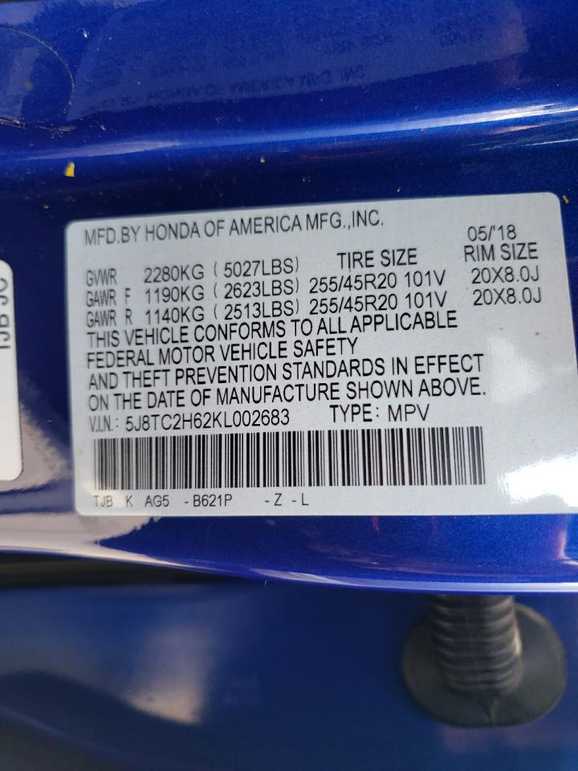 MFD.BY HONDA OF AMERICA MFG.,INC. 05/'18
GVWR 2280KG (5027LBS) TIRE SIZE RIM SIZE
GAWR F 1190KG (2623LBS) 255/45R20 101V 20X8.0J
GAWR R 1140KG (2513LBS) 255/45R20 101V 20X8.0J
THIS VEHICLE CONFORMS TO ALL APPLICABLE
FEDERAL MOTOR VEHICLE SAFETY
AND THEFT PREVENTION STANDARDS IN EFFECT
ON THE DATE OF MANUFACTURE SHOWN ABOVE.
V.I.N.: 5J8TC2H62KL002683 TYPE: MPV
TJB K AG5 -B621P -Z -L